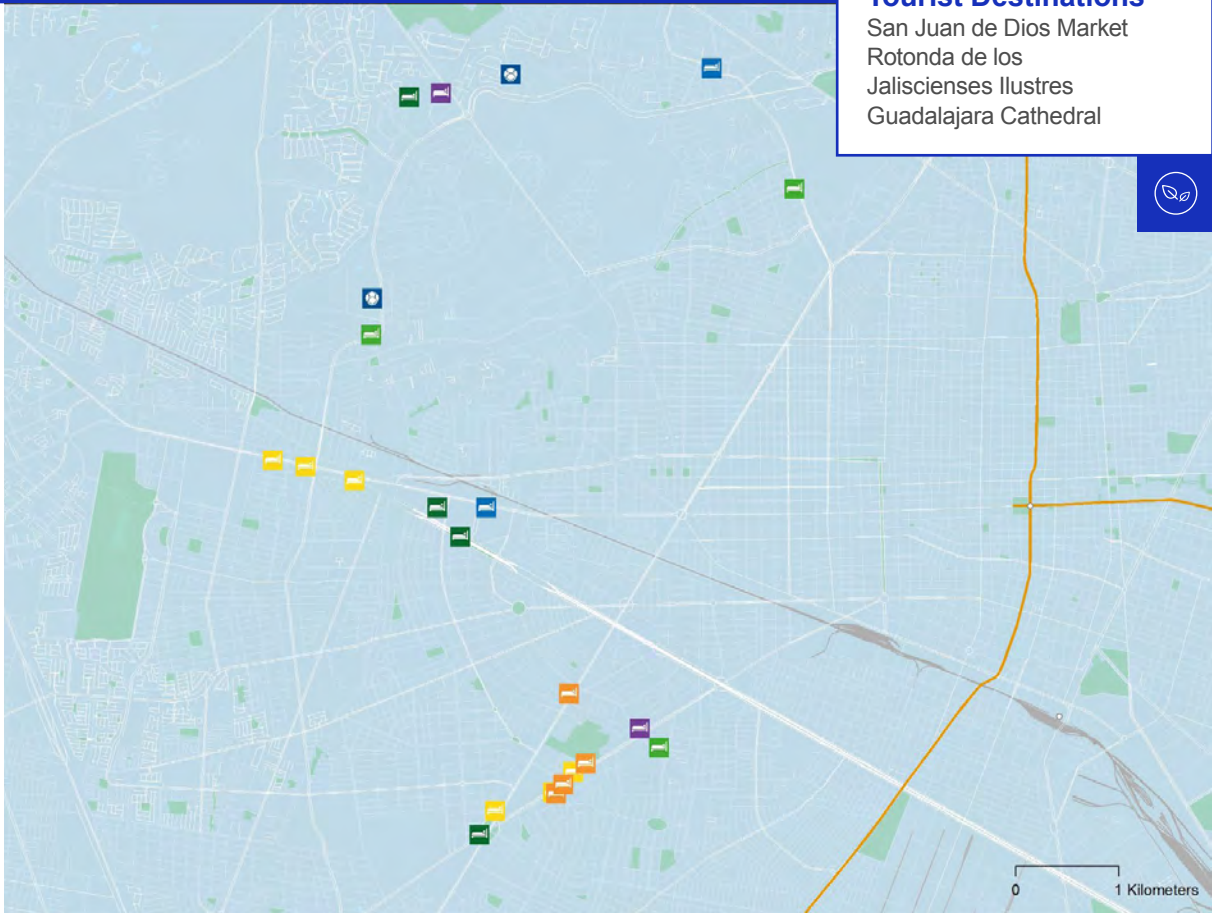 Tourist Destinations
San Juan de Dios Market
Rotonda de los
Jaliscienses Ilustres
Guadalajara Cathedral
0 1 Kilometers